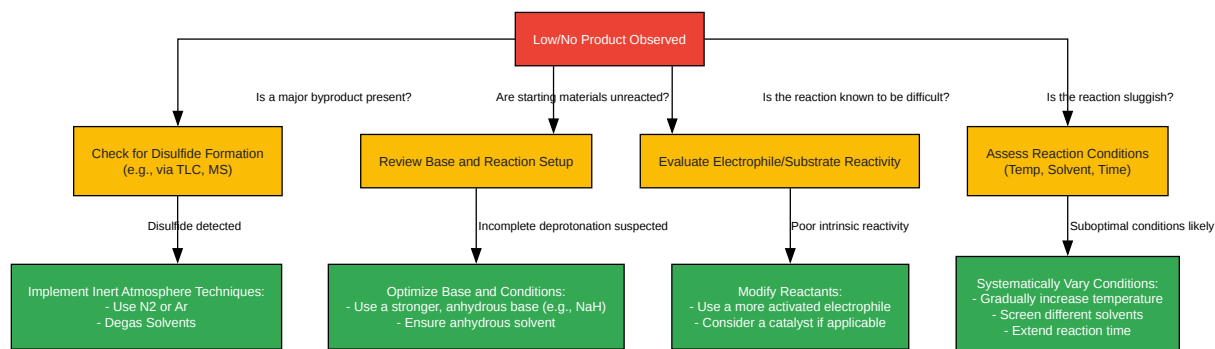 Low/No Product Observed
Is a major byproduct present?
Are starting materials unreacted?
Is the reaction known to be difficult?
Is the reaction sluggish?
Check for Disulfide Formation
(e.g., via TLC, MS)
Review Base and Reaction Setup
Evaluate Electrophile/Substrate Reactivity
Assess Reaction Conditions
(Temp, Solvent, Time)
Disulfide detected
Incomplete deprotonation suspected
Poor intrinsic reactivity
Suboptimal conditions likely
Implement Inert Atmosphere Techniques:
- Use N2 or Ar
- Degas Solvents
Optimize Base and Conditions:
- Use a stronger, anhydrous base (e.g., NaH)
- Ensure anhydrous solvent
Modify Reactants:
- Use a more activated electrophile
- Consider a catalyst if applicable
Systematically Vary Conditions:
- Gradually increase temperature
- Screen different solvents
- Extend reaction time